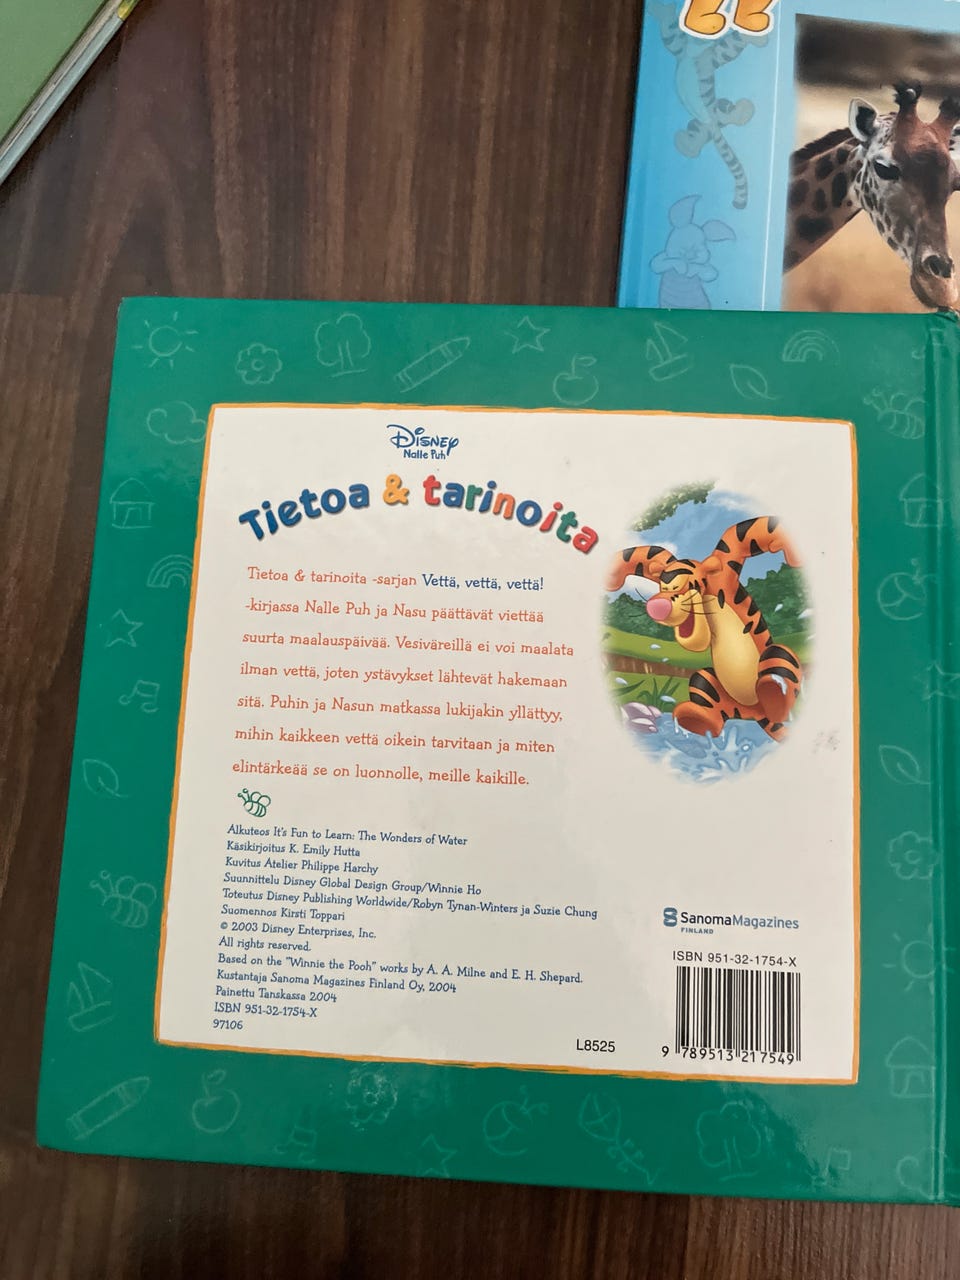 Disney
Nalle Puh
Tietoa & tarinoita
Tietoa & tarinoita -sarjan Vettä, vettä, vettä!
-kirjassa Nalle Puh ja Nasu päättävät viettää
suurta maalauspäivää. Vesiväreillä ei voi maalata
ilman vettä, joten ystävykset lähtevät hakemaan
sitä. Puhin ja Nasun matkassa lukijakin yllättyy,
mihin kaikkeen vettä oikein tarvitaan ja miten
elintärkeää se on luonnolle, meille kaikille.
Alkuteos It's Fun to Learn: The Wonders of Water
Käsikirjoitus K. Emily Hutta
Kuvitus Atelier Philippe Harchy
Suunnittelu Disney Global Design Group/Winnie Ho
Toteutus Disney Publishing Worldwide/Robyn Tynan-Winters ja Suzie Chung
Suomennos Kirsti Toppari
© 2003 Disney Enterprises, Inc.
All rights reserved.
Based on the "Winnie the Pooh" works by A. A. Milne and E. H. Shepard.
Kustantaja Sanoma Magazines Finland Oy, 2004
Painettu Tanskassa 2004
ISBN 951-32-1754-X
97106
L8525
SanomaMagazines
FINLAND
ISBN 951-32-1754-X
9 789513 217549